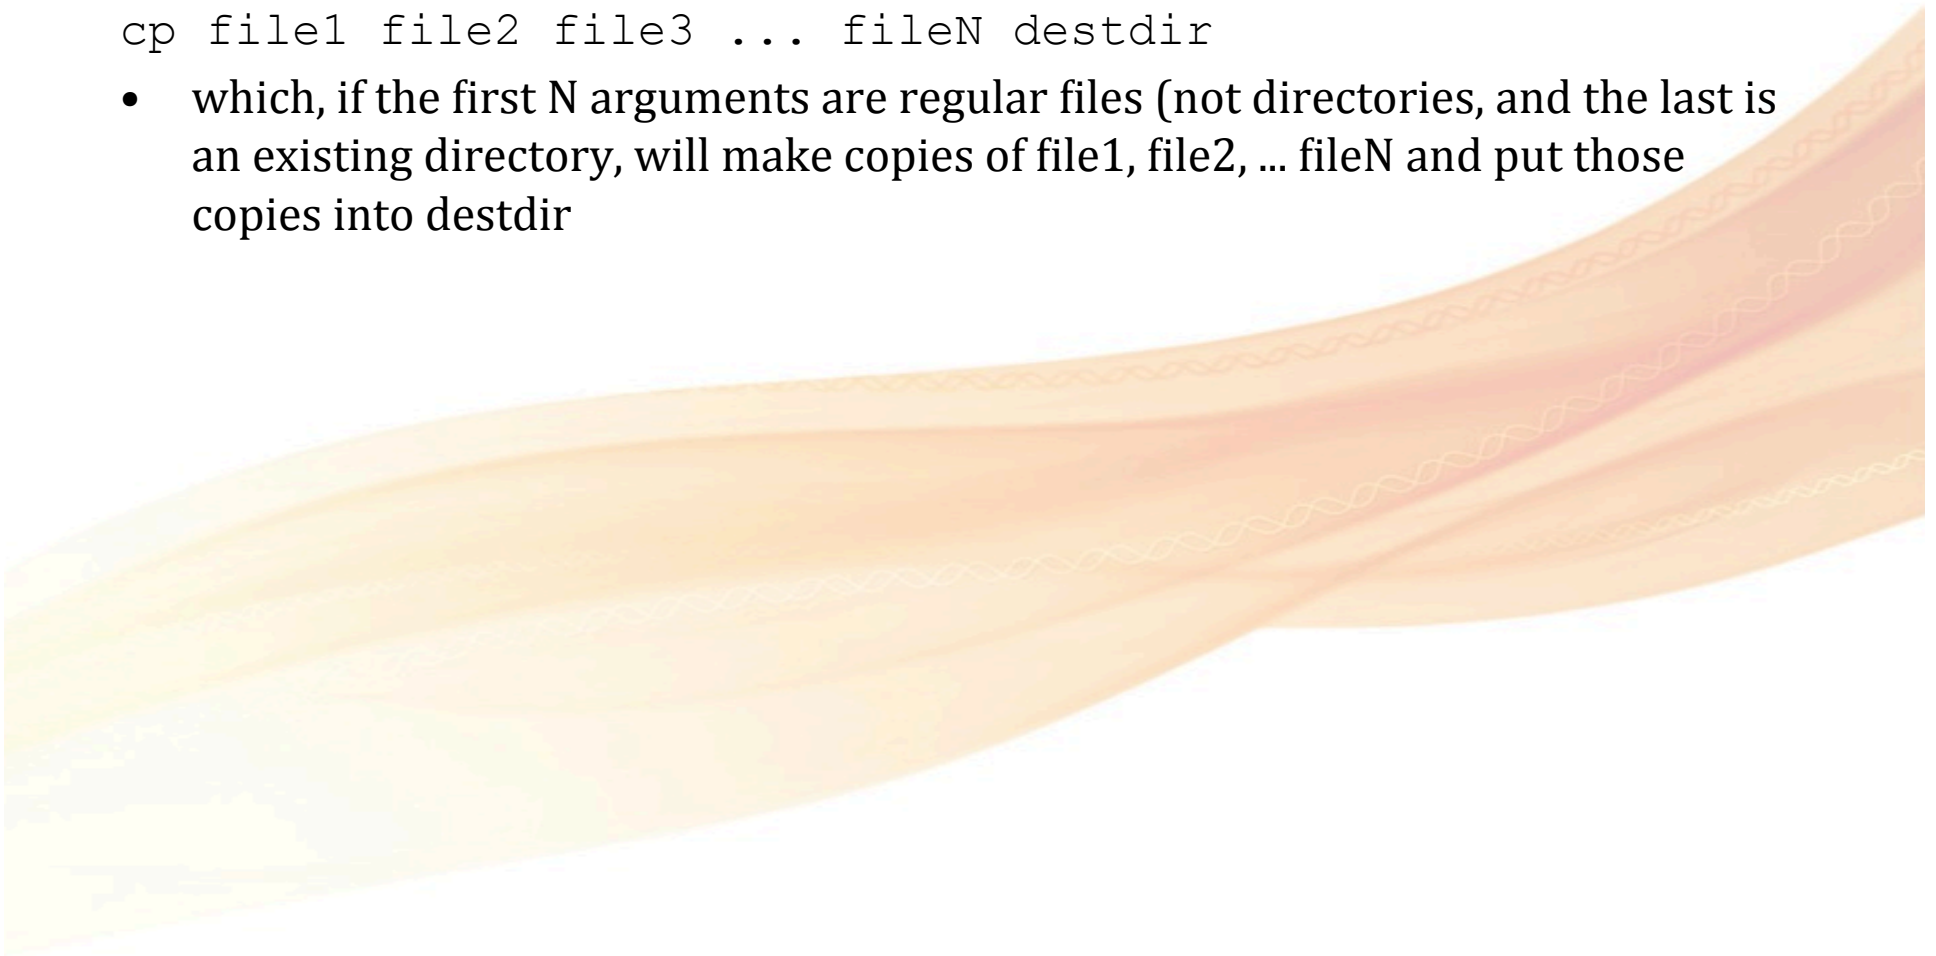 cp file1 file2 file3 ... fileN destdir
• which, if the first N arguments are regular files (not directories, and the last is
an existing directory, will make copies of file1, file2, ... fileN and put those
copies into destdir